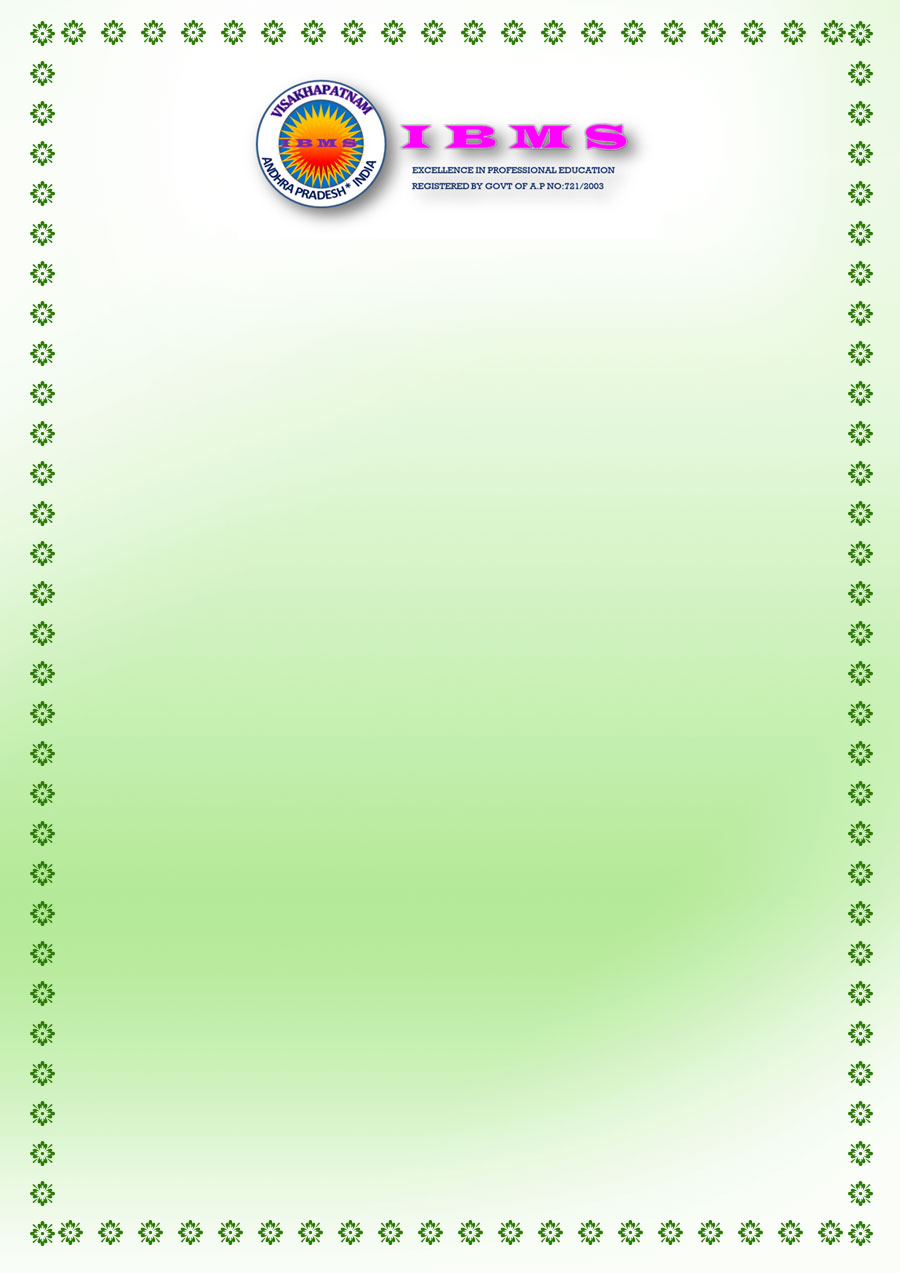 VISAKHAPATNAM
IBMS
ANDHRA PRADESH* INDIA
IBMS
EXCELLENCE IN PROFESSIONAL EDUCATION
REGISTERED BY GOVT OF A.P NO:721/2003